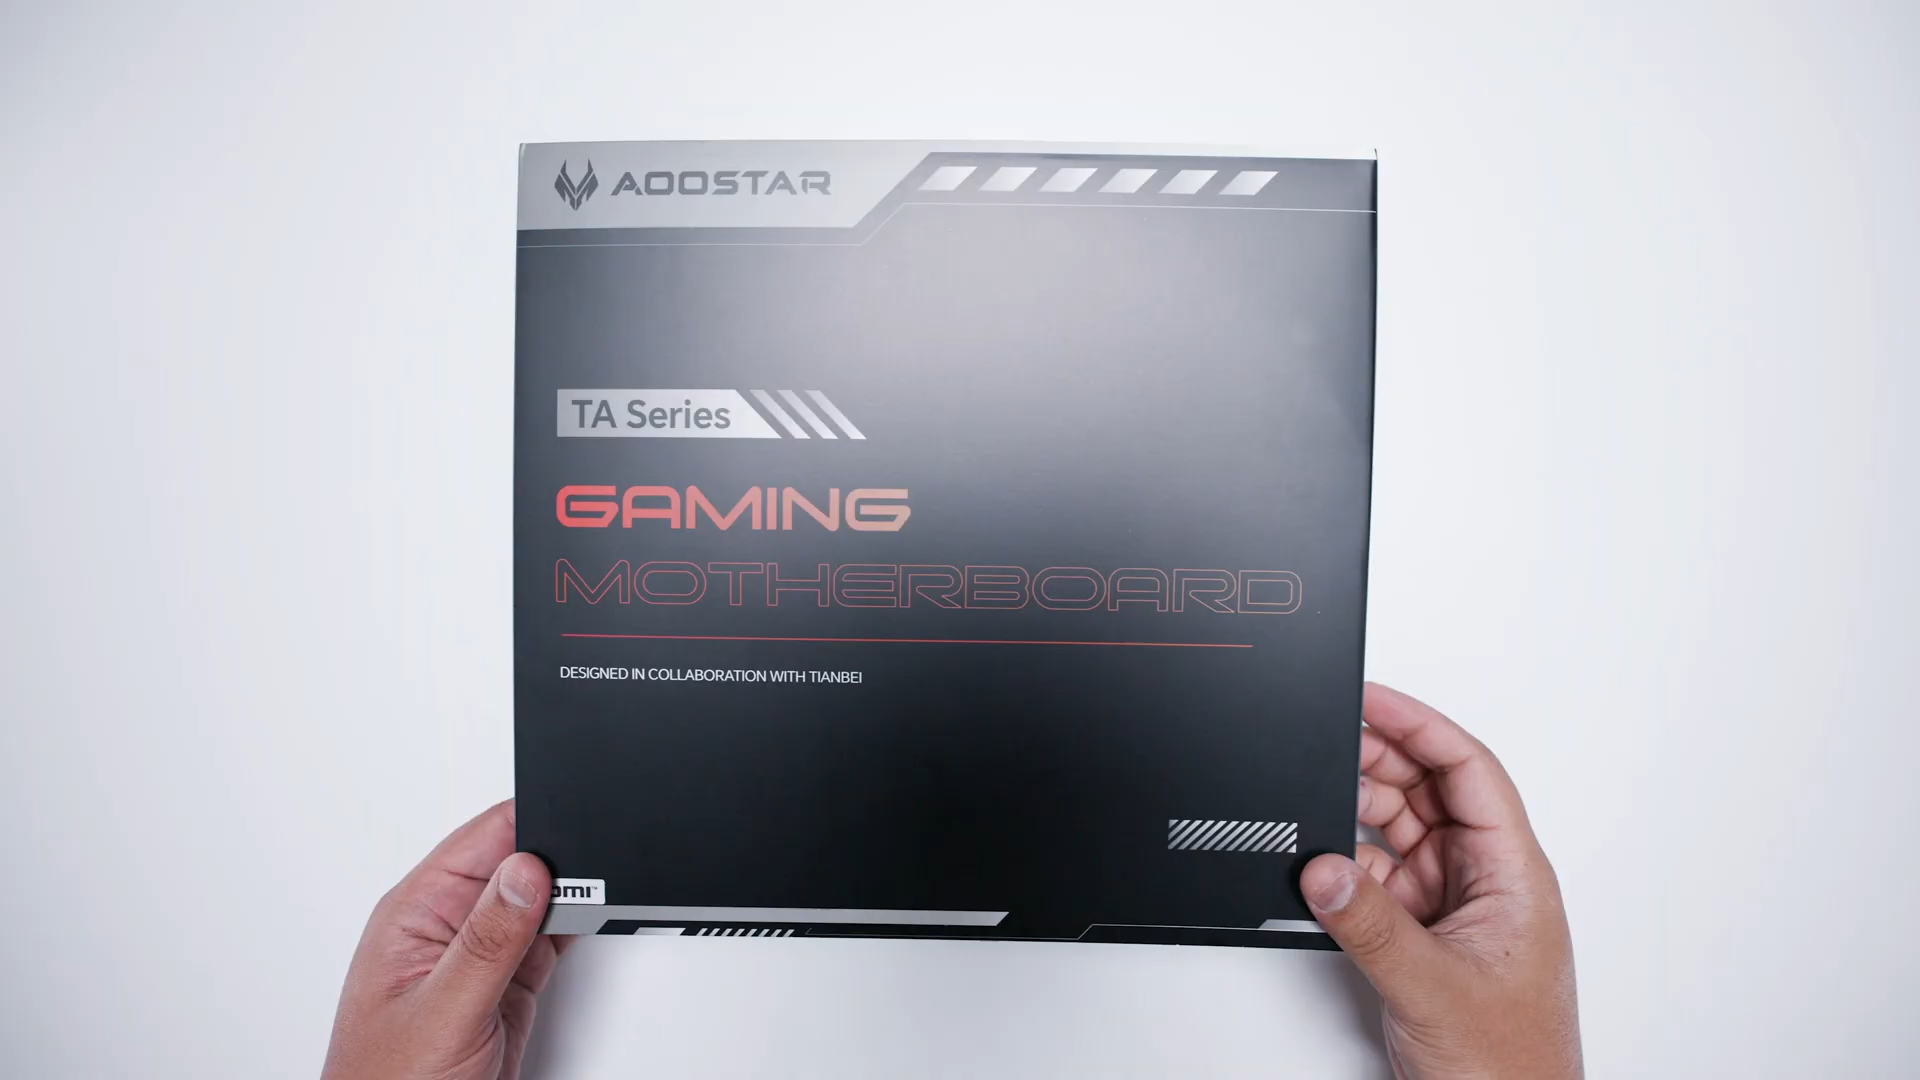 AOOSTAR
TA Series
GAMING
MOTHERBOARD
DESIGNED IN COLLABORATION WITH TIANBEI